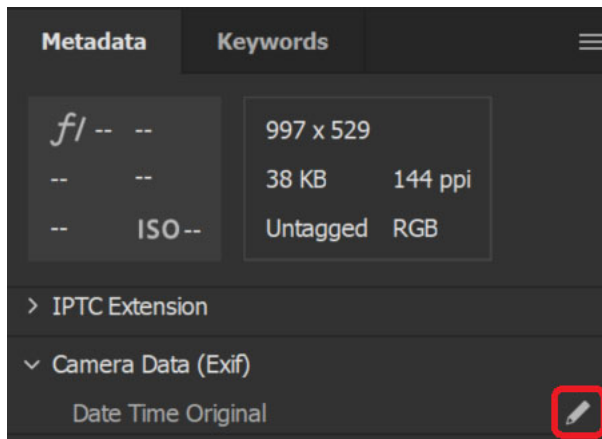 Metadata Keywords
f/ -- --
-- --
-- ISO --
997 x 529
38 KB 144 ppi
Untagged RGB
IPTC Extension
Camera Data (Exif)
Date Time Original